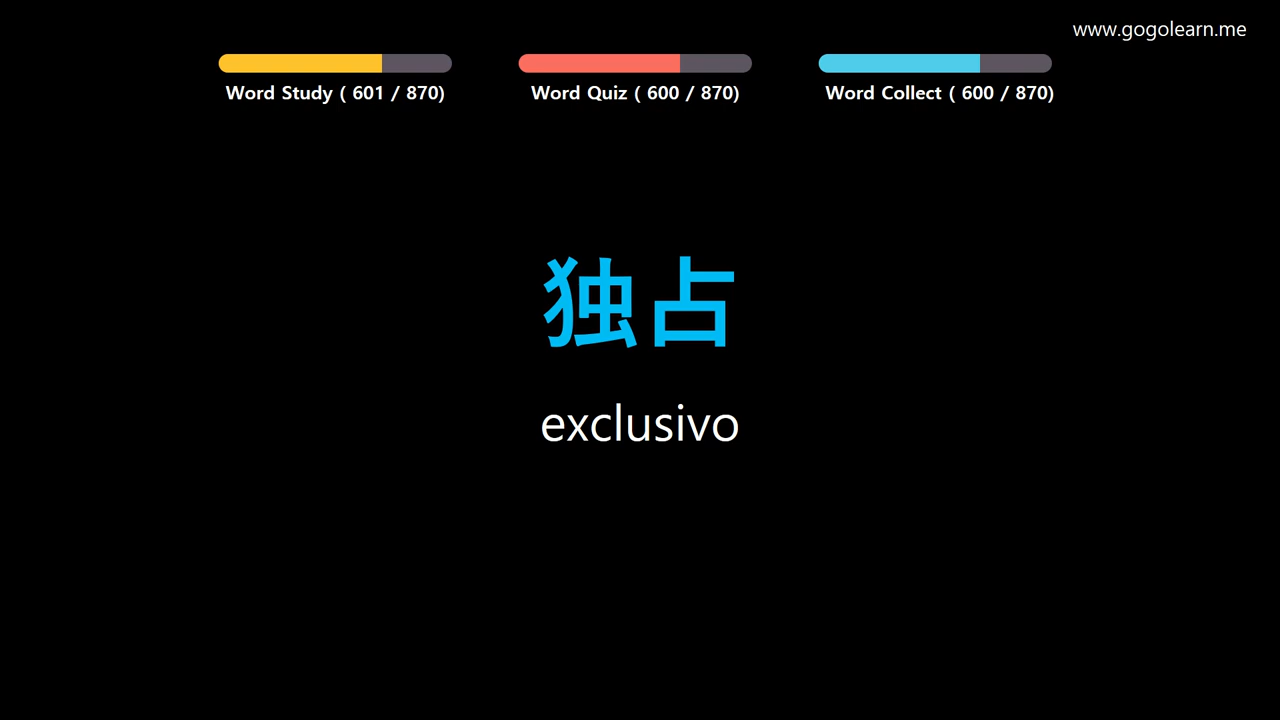 www.gogolearn.me
Word Study ( 601 / 870)
Word Quiz ( 600 / 870)
Word Collect ( 600 / 870)
独占
exclusivo